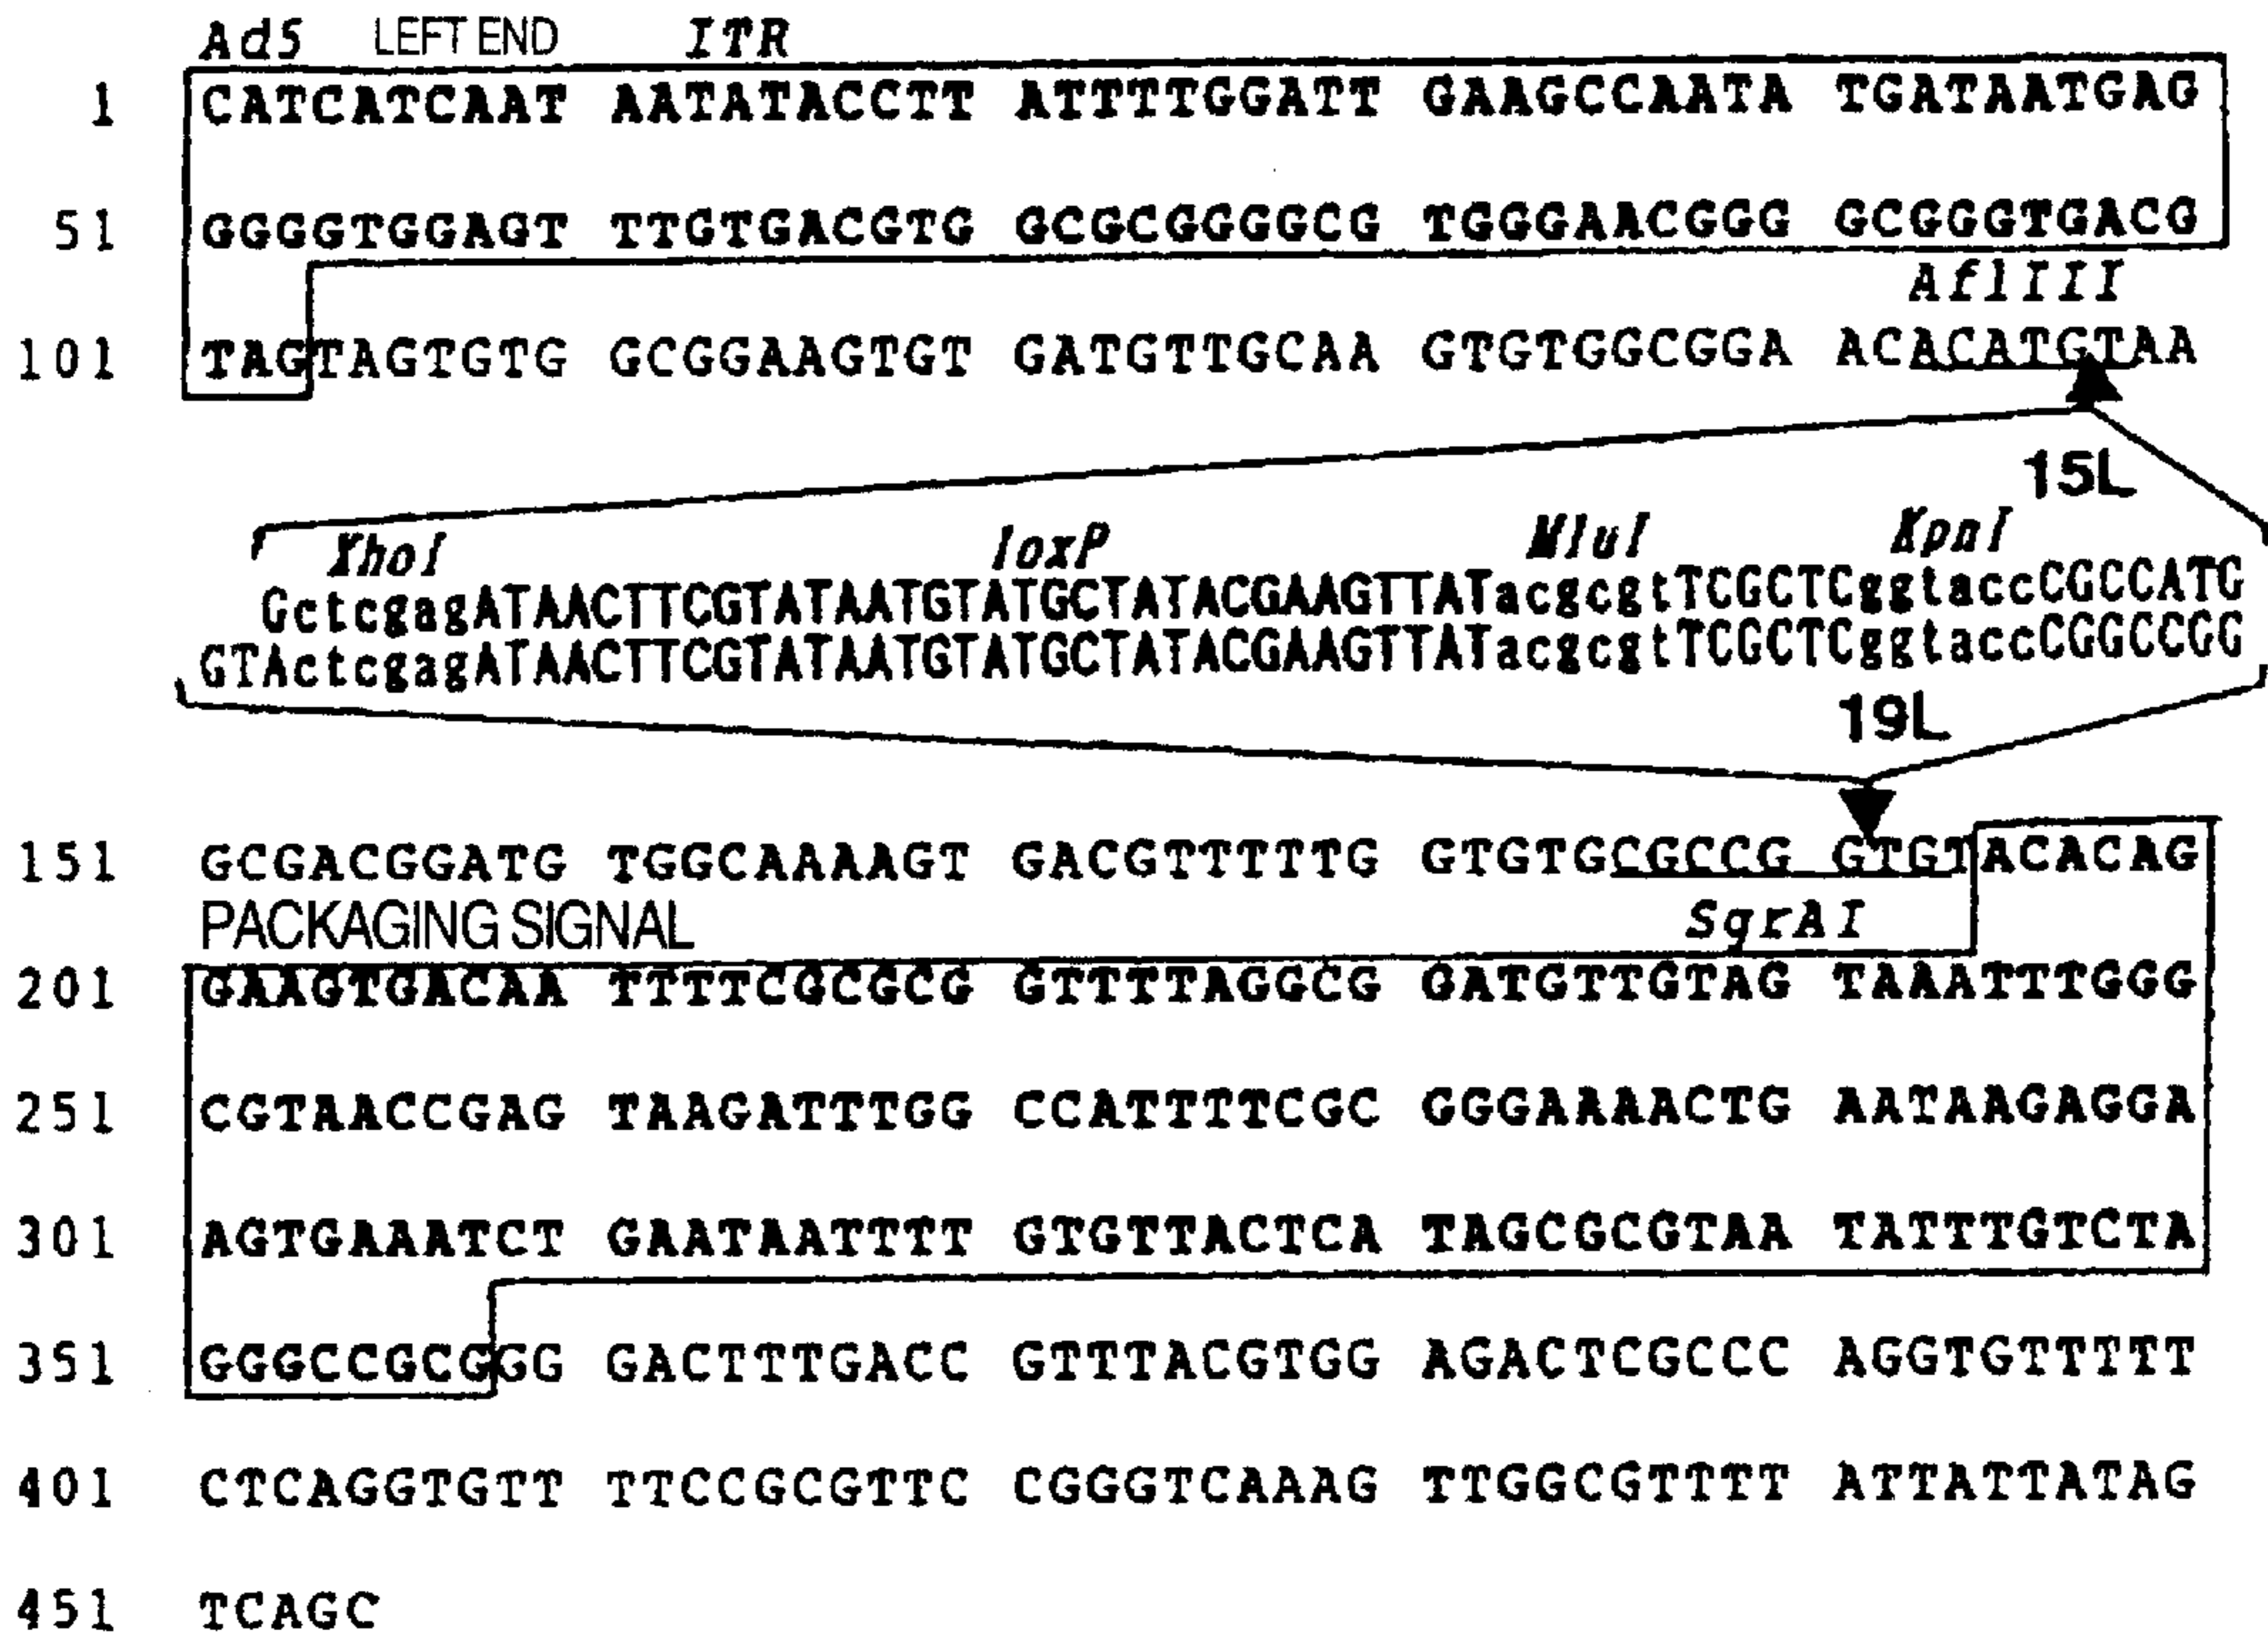 Ad5 LEFT END ITR
1 CATCATCAAT AATATACCTT ATTTTGGATT GAAGCCAATA TGATAATGAG
51 GGGGTGGAGT TTGTGACGTG GCGCGGGGCG TGGGAACGGG GCGGGTGACG
AflIII
101 TAGTAGTGTG GCGGAAGTGT GATGTTGCAA GTGTGGCGGA ACACATGTAA
15L
XhoI loxP MluI KpnI
GctcgagATAACTTCGTATAATGTATGCTATACGAAGTTATacgcgtTCGCTCggtaccCGCCATG
GTActcgagATAACTTCGTATAATGTATGCTATACGAAGTTATacgcgtTCGCTCggtaccCGGCCGG
19L
151 GCGACGGATG TGGCAAAAGT GACGTTTTTG GTGTGCGCCG GTGTACACAG
PACKAGING SIGNAL SgrAI
201 GAAGTGACAA TTTTCGCGCG GTTTTAGGCG GATGTTGTAG TAAATTTGGG
251 CGTAACCGAG TAAGATTTGG CCATTTTCGC GGGAAAACTG AATAAGAGGA
301 AGTGAAATCT GAATAATTTT GTGTTACTCA TAGCGCGTAA TATTTGTCTA
351 GGGCCGCGGG GACTTTGACC GTTTACGTGG AGACTCGCCC AGGTGTTTTT
401 CTCAGGTGTT TTCCGCGTTC CGGGTCAAAG TTGGCGTTTT ATTATTATAG
451 TCAGC